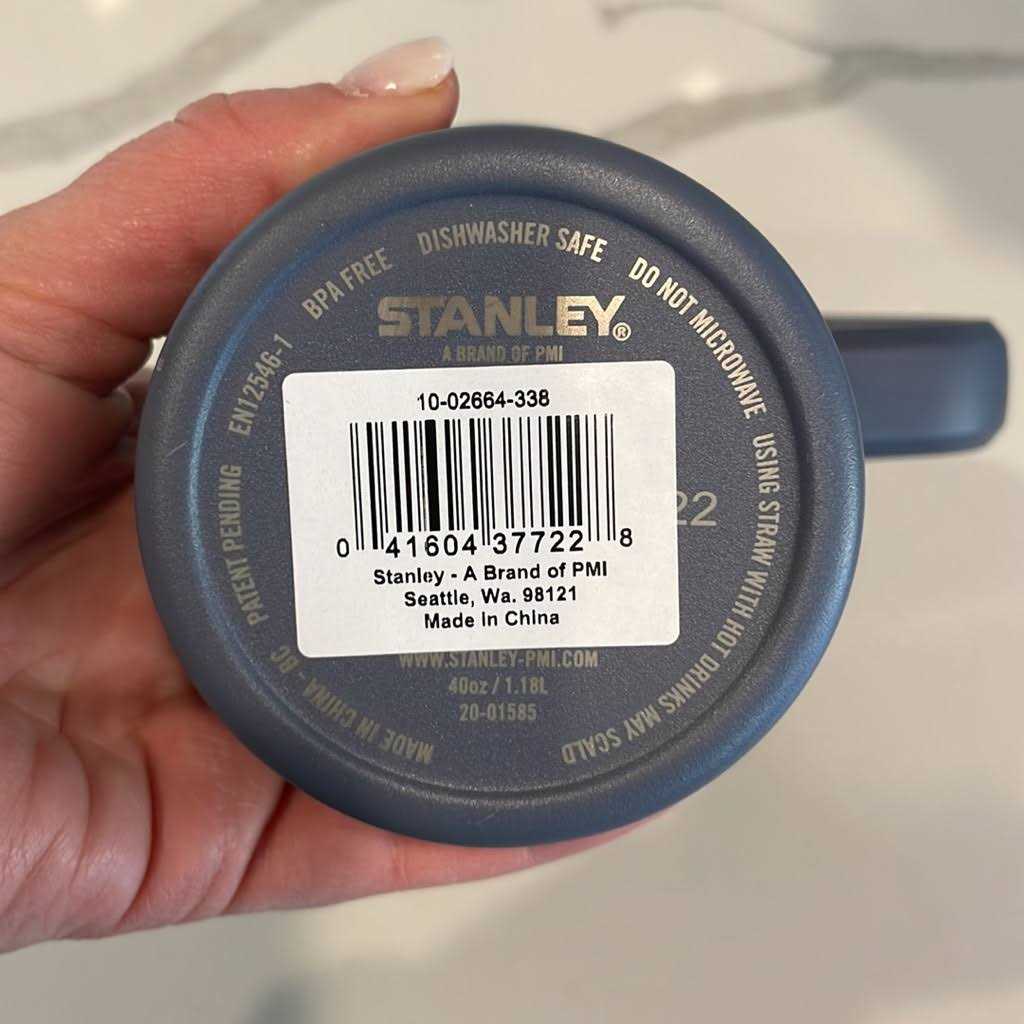 DISHWASHER SAFE
DO NOT MICROWAVE
USING STRAW WITH HOT DRINKS MAY SCALD
MADE IN CHINA - BC
PATENT PENDING
EN12546-1
BPA FREE
STANLEY®
A BRAND OF PMI
10-02664-338
0 41604 37722 8
Stanley - A Brand of PMI
Seattle, Wa. 98121
Made in China
22
WWW.STANLEY-PMI.COM
40oz / 1.18L
20-01585